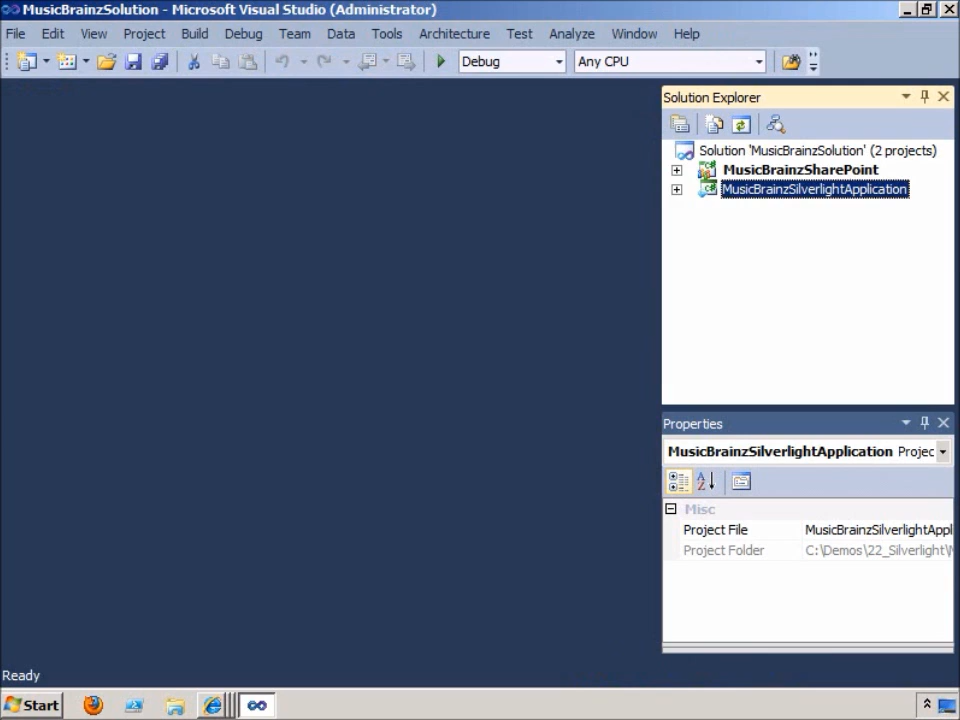 MusicBrainzSolution - Microsoft Visual Studio (Administrator)
File Edit View Project Build Debug Team Data Tools Architecture Test Analyze Window Help
Debug Any CPU
Solution Explorer
Solution 'MusicBrainzSolution' (2 projects)
MusicBrainzSharePoint
MusicBrainzSilverlightApplication
Properties
MusicBrainzSilverlightApplication Projec
Misc
Project File MusicBrainzSilverlightAppl
Project Folder C:\Demos\22_Silverlight\
Ready
Start